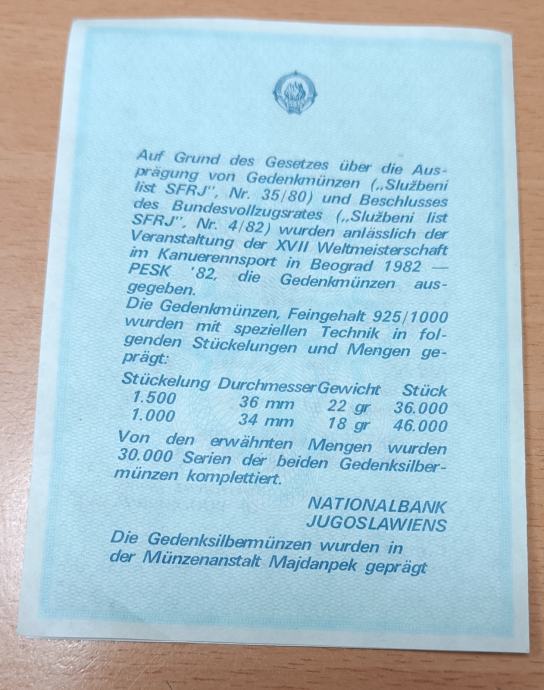 Auf Grund des Gesetzes über die Aus-
prägung von Gedenkmünzen („Službeni
list SFRJ", Nr. 35/80) und Beschlusses
des Bundesvollzugsrates („Službeni list
SFRJ", Nr. 4/82) wurden anlässlich der
Veranstaltung der XVII Weltmeisterschaft
im Kanuerennsport in Beograd 1982 —
PESK '82, die Gedenkmünzen aus-
gegeben.
Die Gedenkmünzen, Feingehalt 925/1000
wurden mit speziellen Technik in fol-
genden Stückelungen und Mengen ge-
prägt:
Stückelung Durchmesser Gewicht Stück
1.500 36 mm 22 gr 36.000
1.000 34 mm 18 gr 46.000
Von den erwähnten Mengen wurden
30.000 Serien der beiden Gedenksilber-
münzen komplettiert.
NATIONALBANK
JUGOSLAWIENS
Die Gedenksilbermünzen wurden in
der Münzenanstalt Majdanpek geprägt